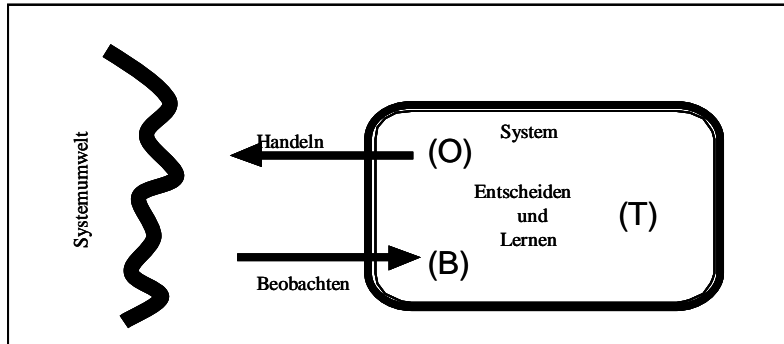 Systemumwelt
Handeln
(O)
System
Entscheiden
und
Lernen
(T)
(B)
Beobachten